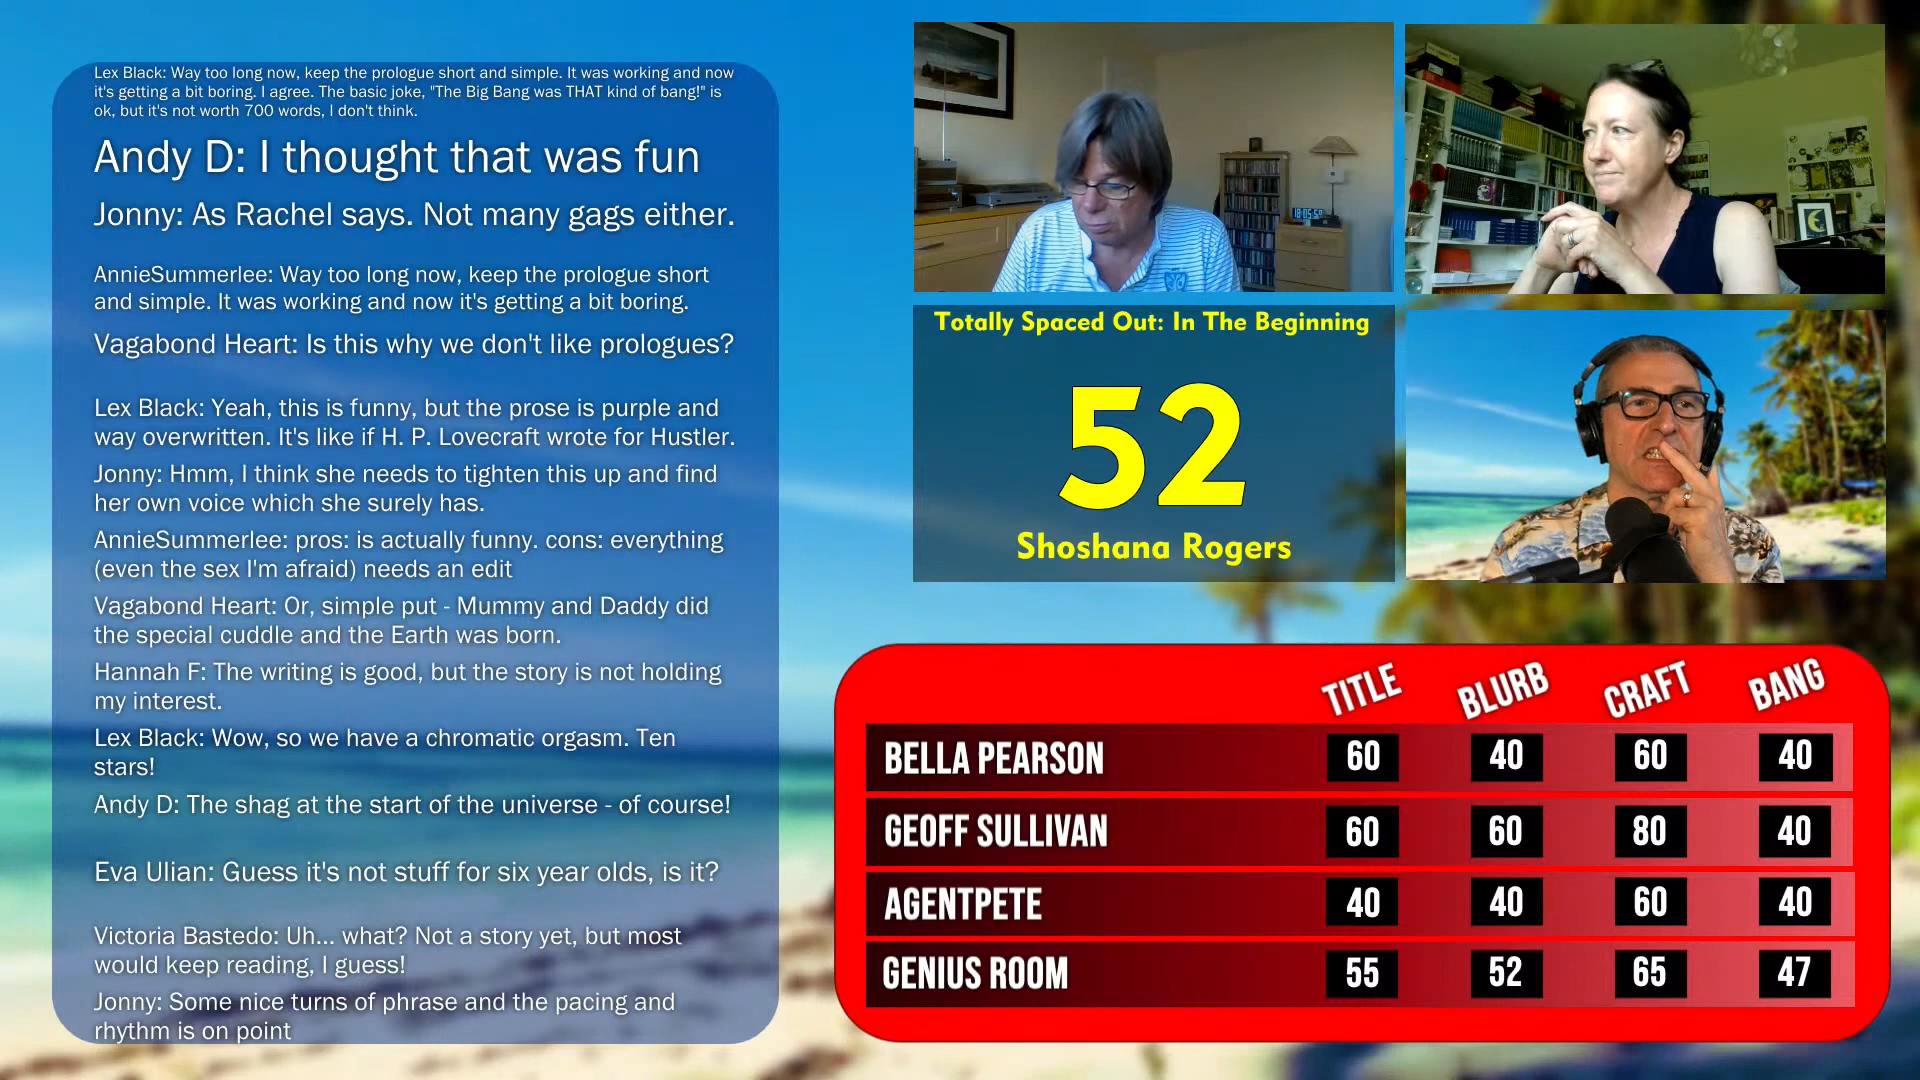 Lex Black: Way too long now, keep the prologue short and simple. It was working and now
it's getting a bit boring. I agree. The basic joke, "The Big Bang was THAT kind of bang!" is
ok, but it's not worth 700 words, I don't think.
Andy D: I thought that was fun
Jonny: As Rachel says. Not many gags either.
AnnieSummerlee: Way too long now, keep the prologue short
and simple. It was working and now it's getting a bit boring.
Vagabond Heart: Is this why we don't like prologues?
Lex Black: Yeah, this is funny, but the prose is purple and
way overwritten. It's like if H. P. Lovecraft wrote for Hustler.
Jonny: Hmm, I think she needs to tighten this up and find
her own voice which she surely has.
AnnieSummerlee: pros: is actually funny. cons: everything
(even the sex I'm afraid) needs an edit
Vagabond Heart: Or, simple put - Mummy and Daddy did
the special cuddle and the Earth was born.
Hannah F: The writing is good, but the story is not holding
my interest.
Lex Black: Wow, so we have a chromatic orgasm. Ten
stars!
Andy D: The shag at the start of the universe - of course!
Eva Ulian: Guess it's not stuff for six year olds, is it?
Victoria Bastedo: Uh... what? Not a story yet, but most
would keep reading, I guess!
Jonny: Some nice turns of phrase and the pacing and
rhythm is on point
Totally Spaced Out: In The Beginning
52
Shoshana Rogers
TITLE BLURB CRAFT BANG
BELLA PEARSON 60 40 60 40
GEOFF SULLIVAN 60 60 80 40
AGENTPETE 40 40 60 40
GENIUS ROOM 55 52 65 47